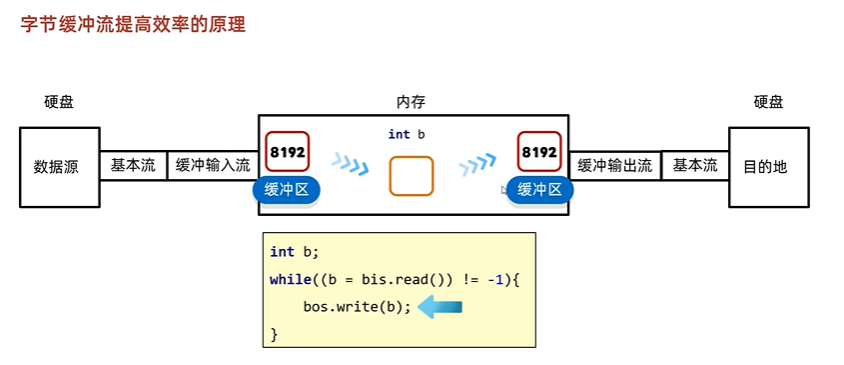 字节缓冲流提高效率的原理
硬盘
内存
硬盘
数据源
基本流
缓冲输入流
8192
缓冲区
int b
8192
缓冲区
缓冲输出流
基本流
目的地
int b;
while((b = bis.read()) != -1){
bos.write(b);
}